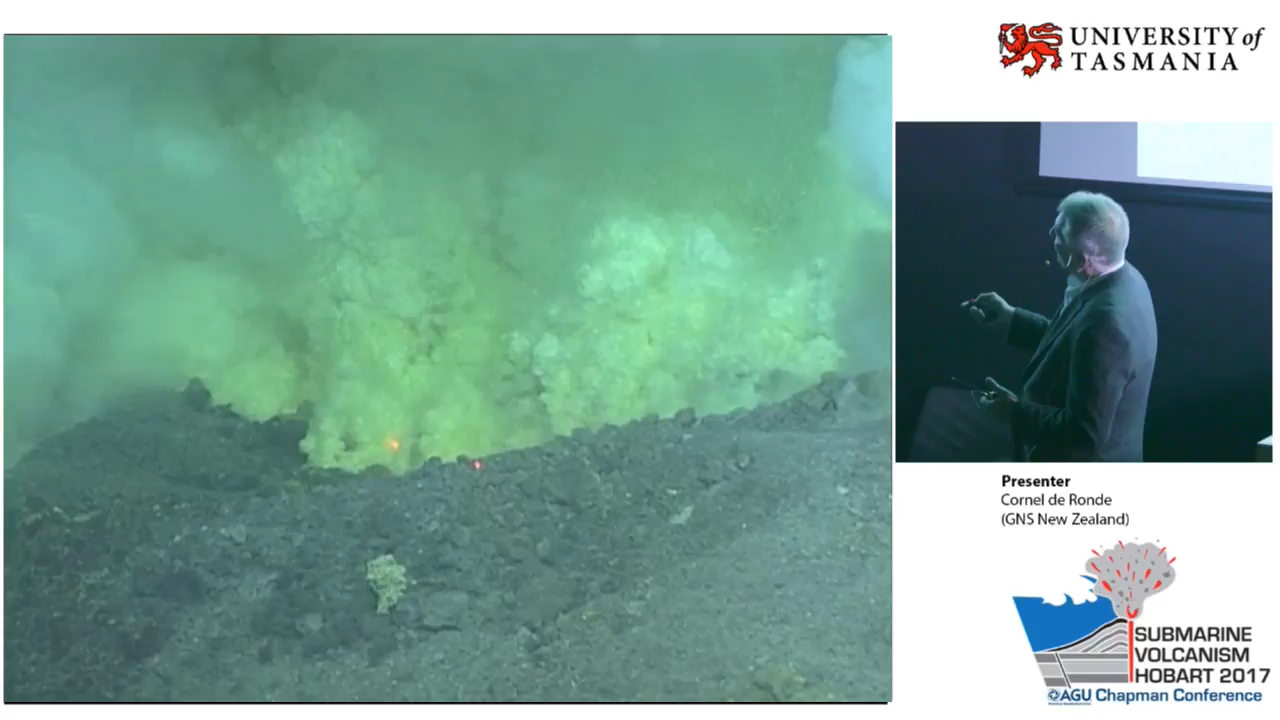 UNIVERSITY of
TASMANIA
Presenter
Cornel de Ronde
(GNS New Zealand)
SUBMARINE
VOLCANISM
HOBART 2017
AGU Chapman Conference